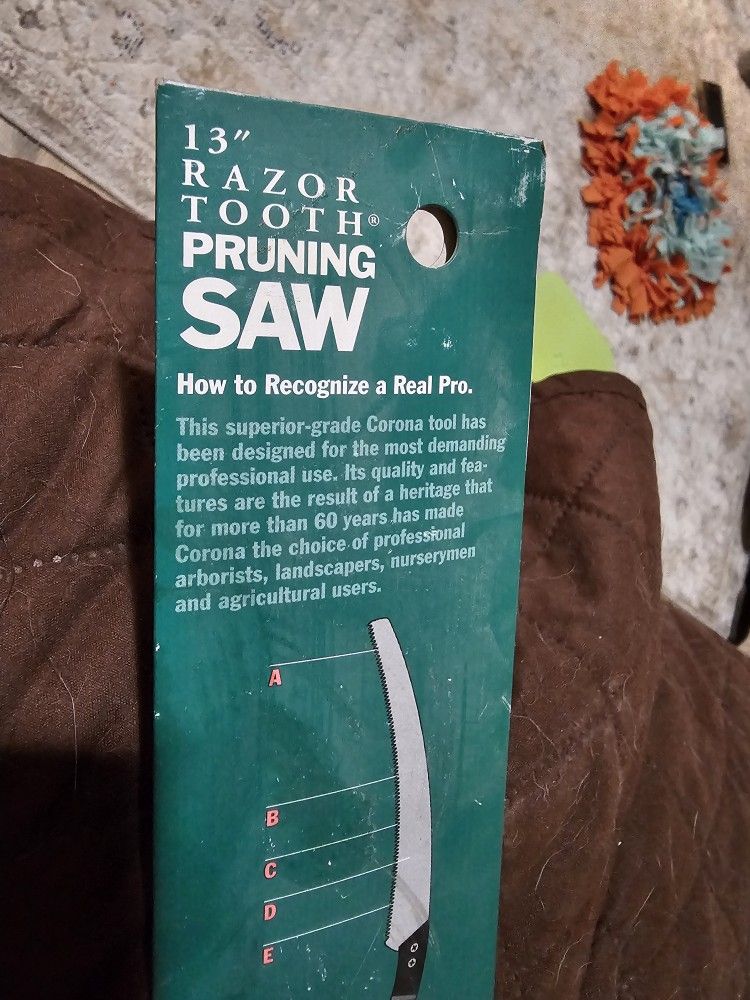 13"
RAZOR
TOOTH®
PRUNING
SAW
How to Recognize a Real Pro.
This superior-grade Corona tool has
been designed for the most demanding
professional use. Its quality and fea-
tures are the result of a heritage that
for more than 60 years has made
Corona the choice of professional
arborists, landscapers, nurserymen
and agricultural users.
A
B
C
D
E